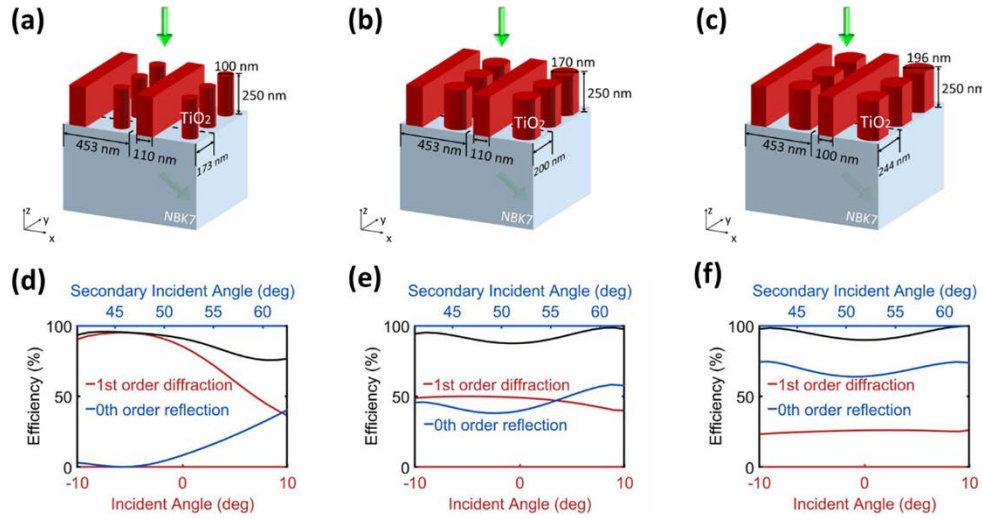 (a)
100 nm
250 nm
TiO2
453 nm
110 nm
173 nm
NBK7
z
y
x
(b)
170 nm
250 nm
TiO2
453 nm
110 nm
200 nm
NBK7
z
y
x
(c)
196 nm
250 nm
TiO2
453 nm
100 nm
244 nm
NBK7
z
y
x
(d)
Secondary Incident Angle (deg)
45 50 55 60
100
50
0
Efficiency (%)
1st order diffraction
0th order reflection
-10 0 10
Incident Angle (deg)
(e)
Secondary Incident Angle (deg)
45 50 55 60
100
50
0
Efficiency (%)
1st order diffraction
0th order reflection
-10 0 10
Incident Angle (deg)
(f)
Secondary Incident Angle (deg)
45 50 55 60
100
50
0
Efficiency (%)
1st order diffraction
0th order reflection
-10 0 10
Incident Angle (deg)